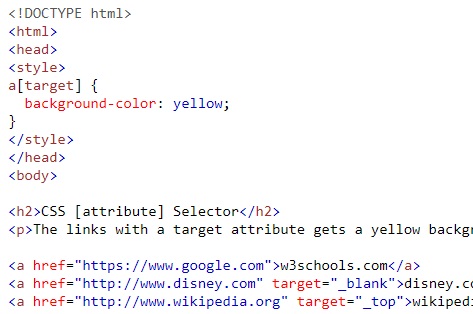 <!DOCTYPE html>
<html>
<head>
<style>
a[target] {
  background-color: yellow;
}
</style>
</head>
<body>

<h2>CSS [attribute] Selector</h2>
<p>The links with a target attribute gets a yellow backg

<a href="https://www.google.com">w3schools.com</a>
<a href="http://www.disney.com" target="_blank">disney.c
<a href="http://www.wikipedia.org" target="_top">wikiped